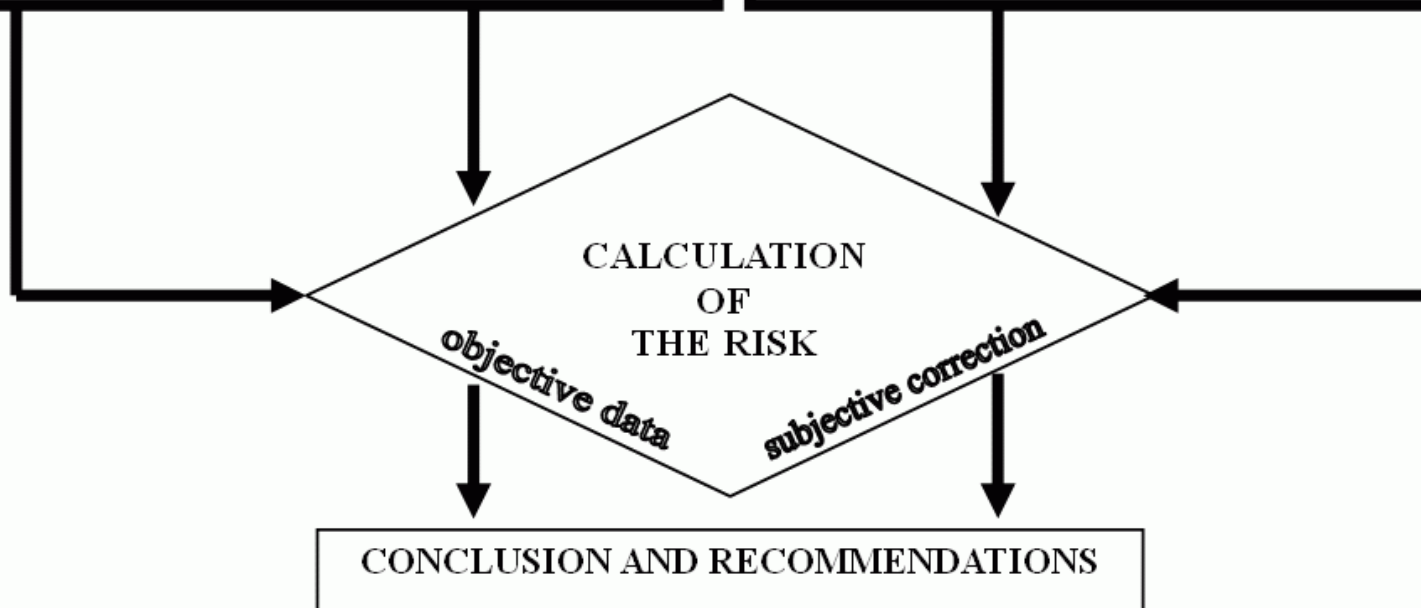 CALCULATION
OF
THE RISK
objective data
subjective correction
CONCLUSION AND RECOMMENDATIONS